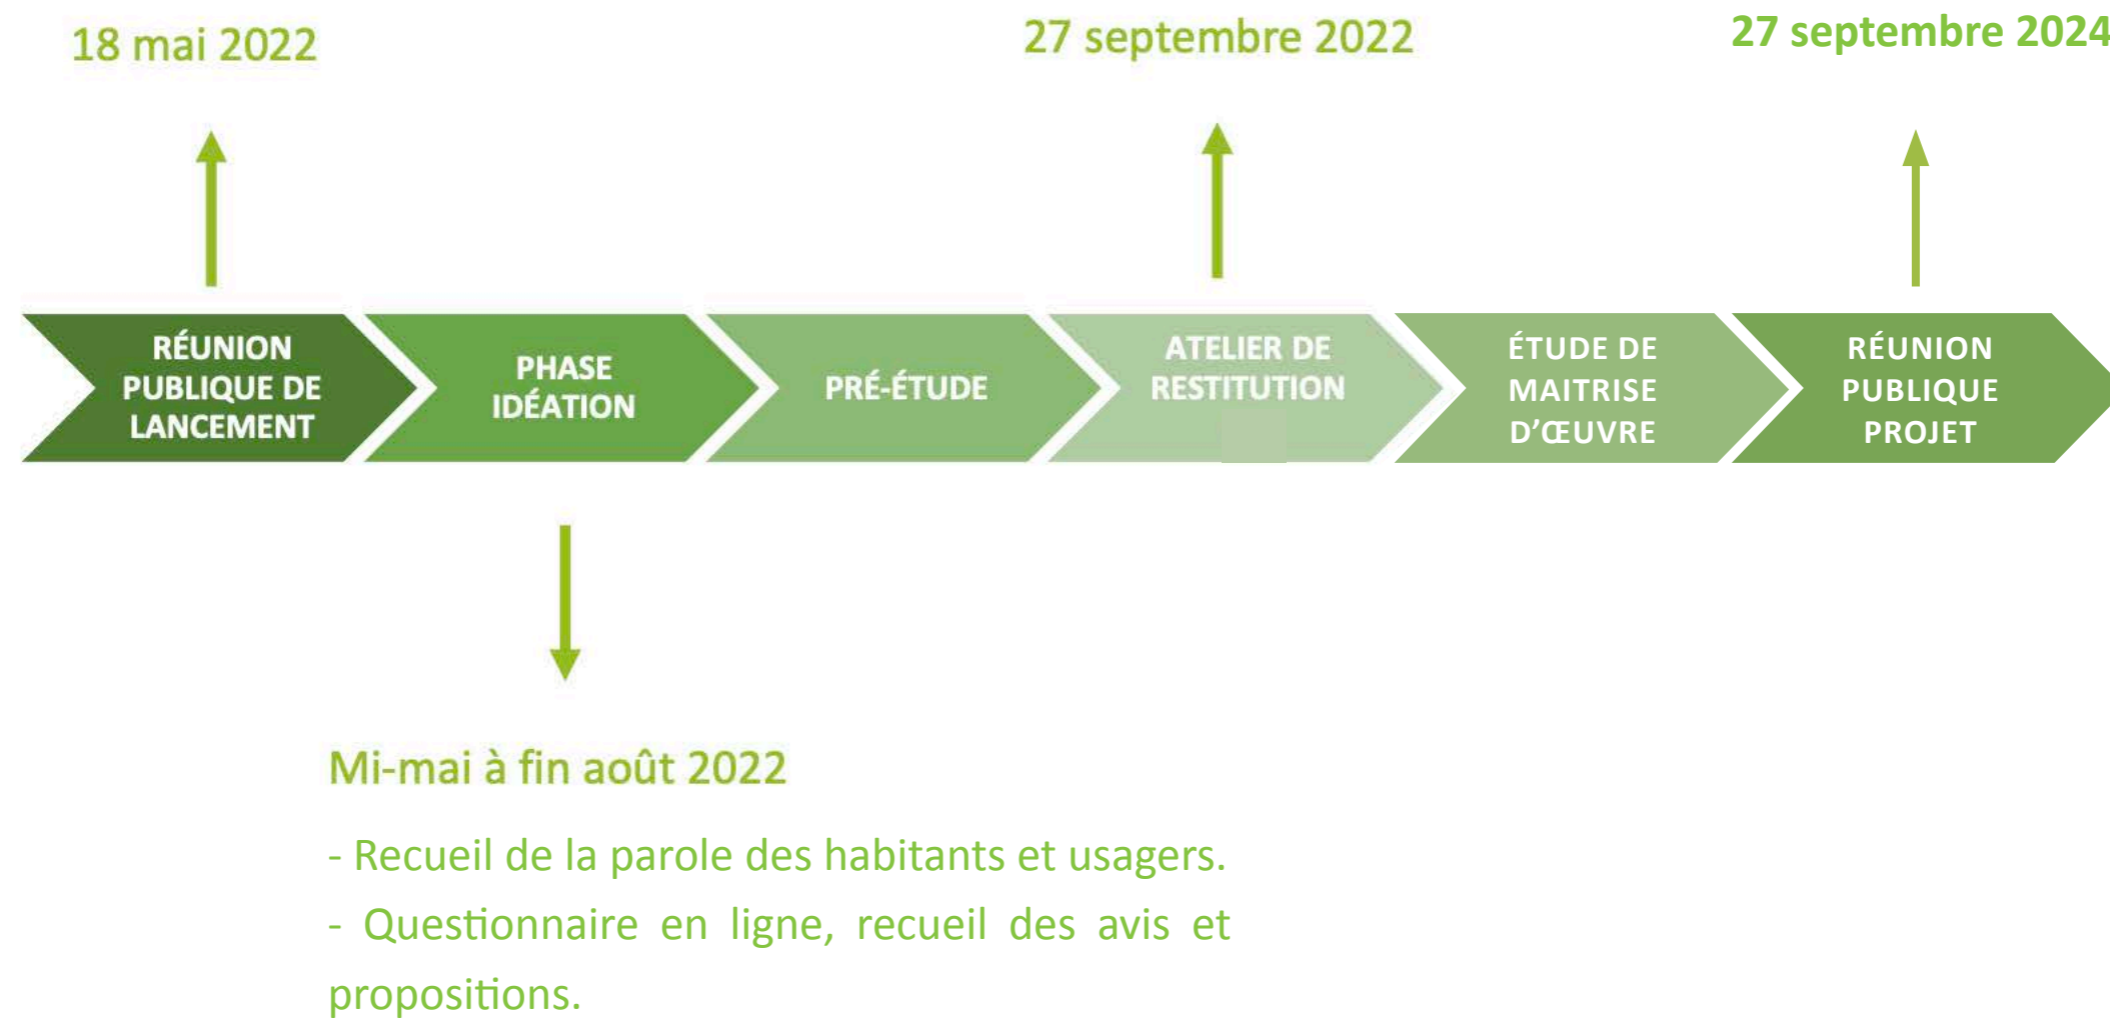 18 mai 2022
27 septembre 2022
27 septembre 2024
RÉUNION
PUBLIQUE DE
LANCEMENT
PHASE
IDÉATION
PRÉ-ÉTUDE
ATELIER DE
RESTITUTION
ÉTUDE DE
MAITRISE
D’ŒUVRE
RÉUNION
PUBLIQUE
PROJET
Mi-mai à fin août 2022
- Recueil de la parole des habitants et usagers.
- Questionnaire en ligne, recueil des avis et
propositions.